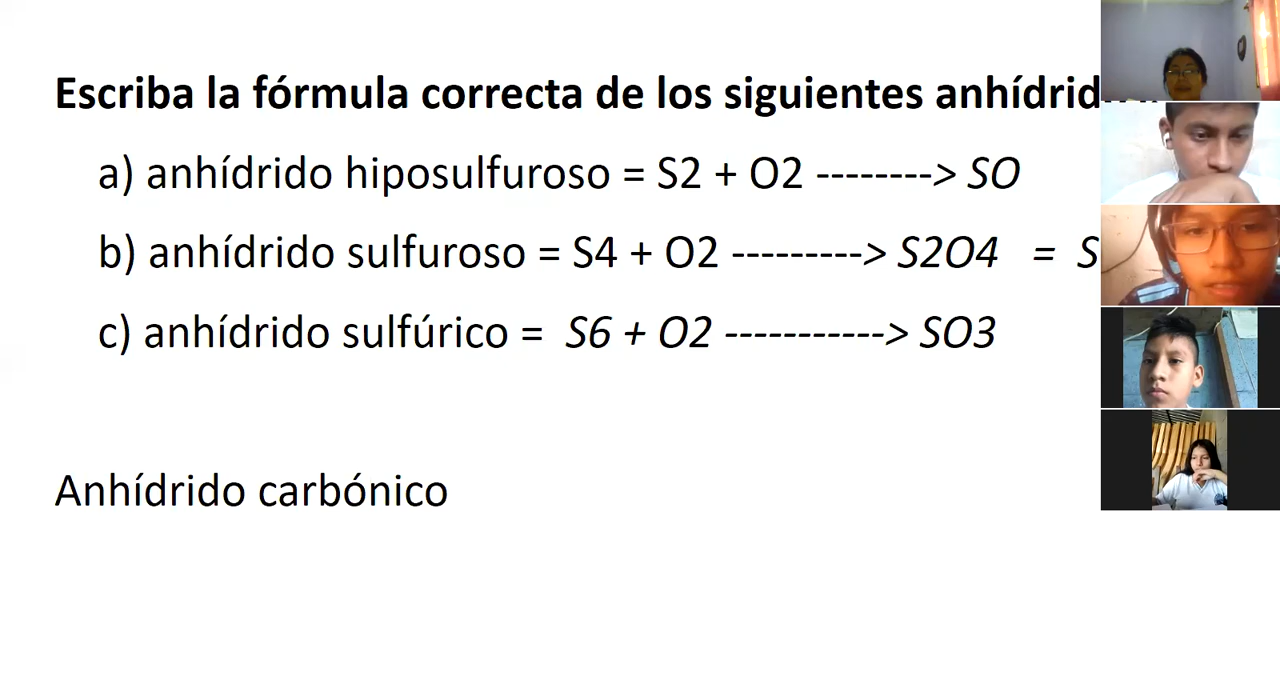 Escriba la fórmula correcta de los siguientes
a) anhídrido hiposulfuroso = S2 + O2 --------> SO
b) anhídrido sulfuroso = S4 + O2 ---------> S2O4 = S
c) anhídrido sulfúrico = S6 + O2 -----------> SO3
Anhídrido carbónico